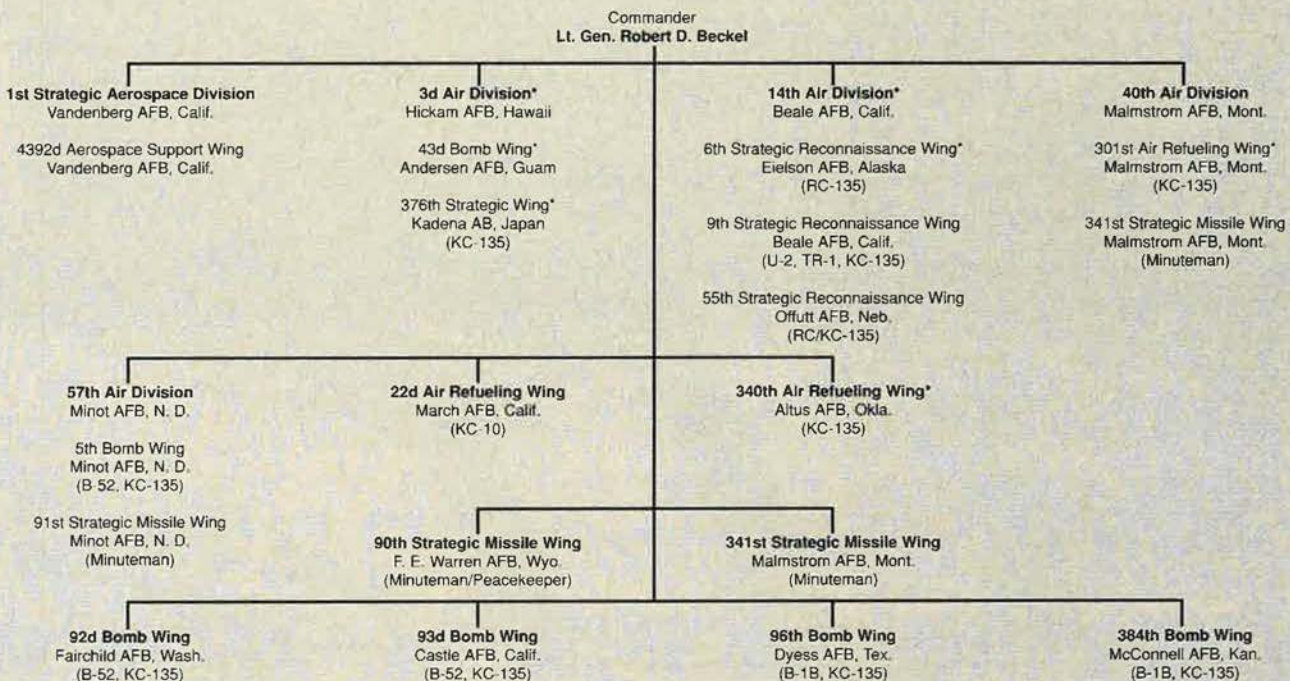 Commander
Lt. Gen. Robert D. Beckel
1st Strategic Aerospace Division
Vandenberg AFB, Calif.
4392d Aerospace Support Wing
Vandenberg AFB, Calif.
3d Air Division*
Hickam AFB, Hawaii
43d Bomb Wing*
Andersen AFB, Guam
376th Strategic Wing*
Kadena AB, Japan
(KC-135)
14th Air Division*
Beale AFB, Calif.
6th Strategic Reconnaissance Wing*
Eielson AFB, Alaska
(RC-135)
9th Strategic Reconnaissance Wing
Beale AFB, Calif.
(U-2, TR-1, KC-135)
55th Strategic Reconnaissance Wing
Offutt AFB, Neb.
(RC/KC-135)
40th Air Division
Malmstrom AFB, Mont.
301st Air Refueling Wing*
Malmstrom AFB, Mont.
(KC-135)
341st Strategic Missile Wing
Malmstrom AFB, Mont.
(Minuteman)
57th Air Division
Minot AFB, N. D.
5th Bomb Wing
Minot AFB, N. D.
(B-52, KC-135)
91st Strategic Missile Wing
Minot AFB, N. D.
(Minuteman)
22d Air Refueling Wing
March AFB, Calif.
(KC-10)
340th Air Refueling Wing*
Altus AFB, Okla.
(KC-135)
90th Strategic Missile Wing
F. E. Warren AFB, Wyo.
(Minuteman/Peacekeeper)
341st Strategic Missile Wing
Malmstrom AFB, Mont.
(Minuteman)
92d Bomb Wing
Fairchild AFB, Wash.
(B-52, KC-135)
93d Bomb Wing
Castle AFB, Calif.
(B-52, KC-135)
96th Bomb Wing
Dyess AFB, Tex.
(B-1B, KC-135)
384th Bomb Wing
McConnell AFB, Kan.
(B-1B, KC-135)